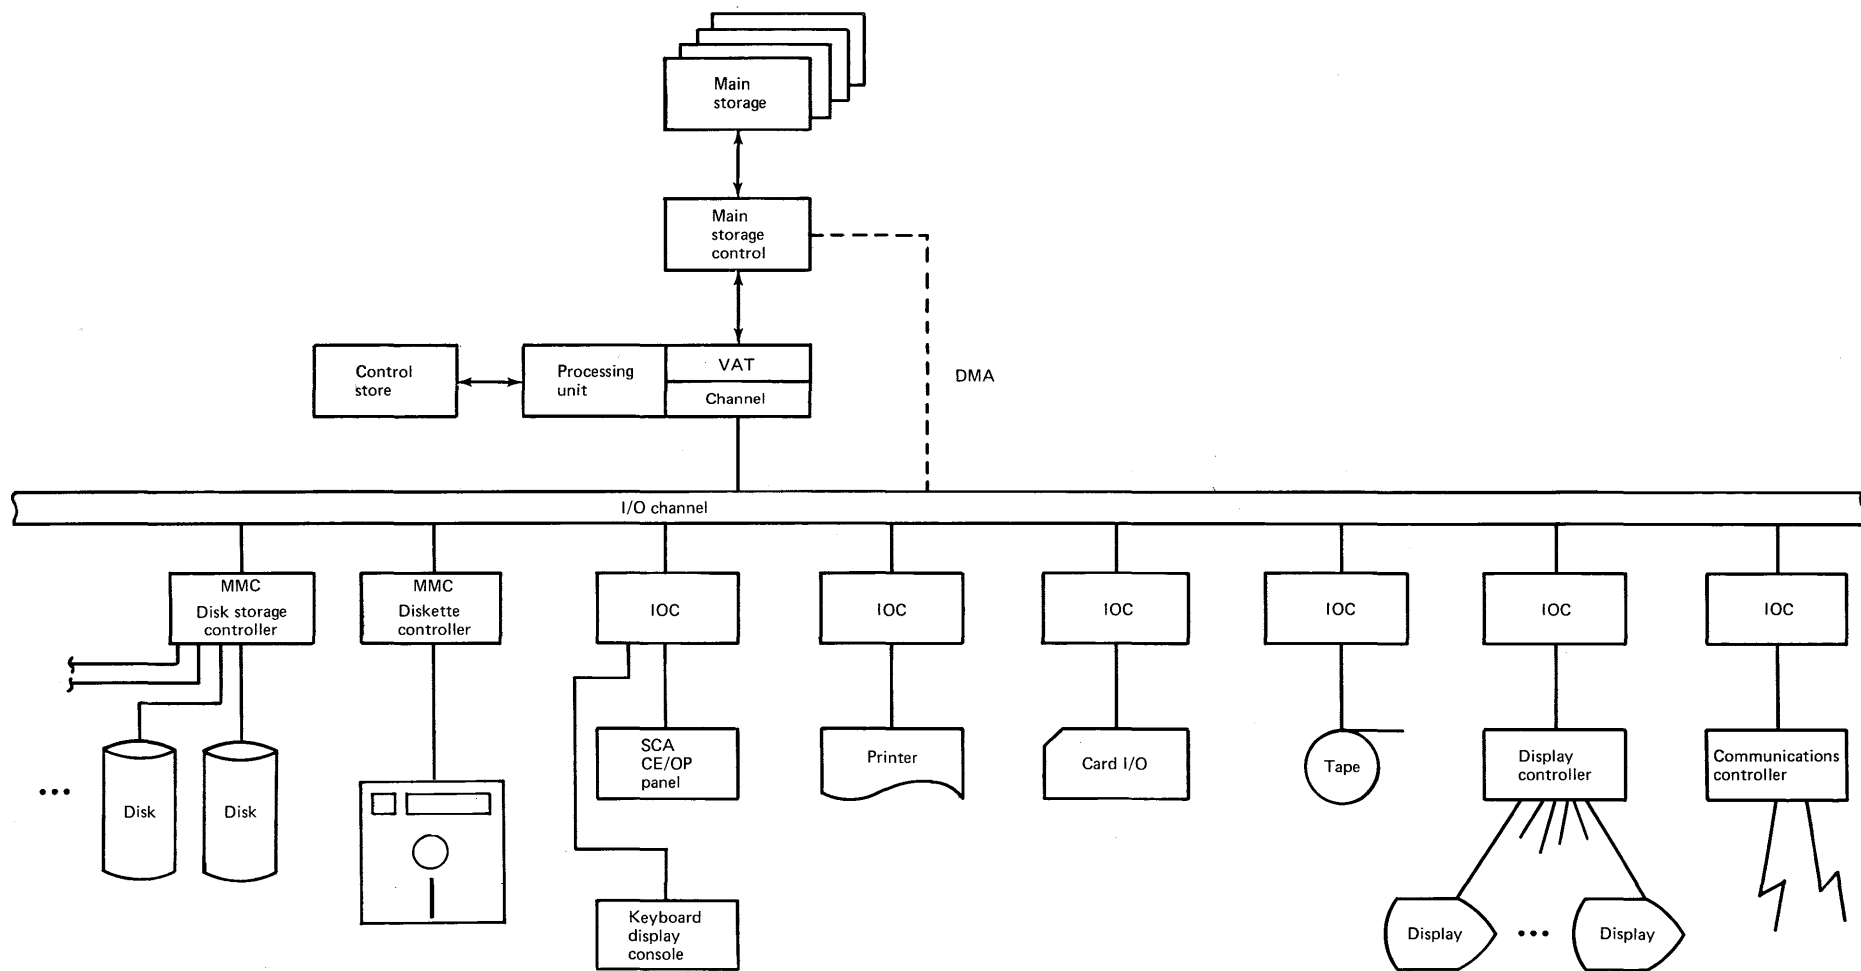 Main
storage
Main
storage
control
Control
store
Processing
unit
VAT
Channel
DMA
I/O channel
MMC
Disk storage
controller
MMC
Diskette
controller
IOC
IOC
IOC
IOC
IOC
IOC
SCA
CE/OP
panel
Printer
Card I/O
Tape
Display
controller
Communications
controller
Disk
Disk
Keyboard
display
console
Display
Display